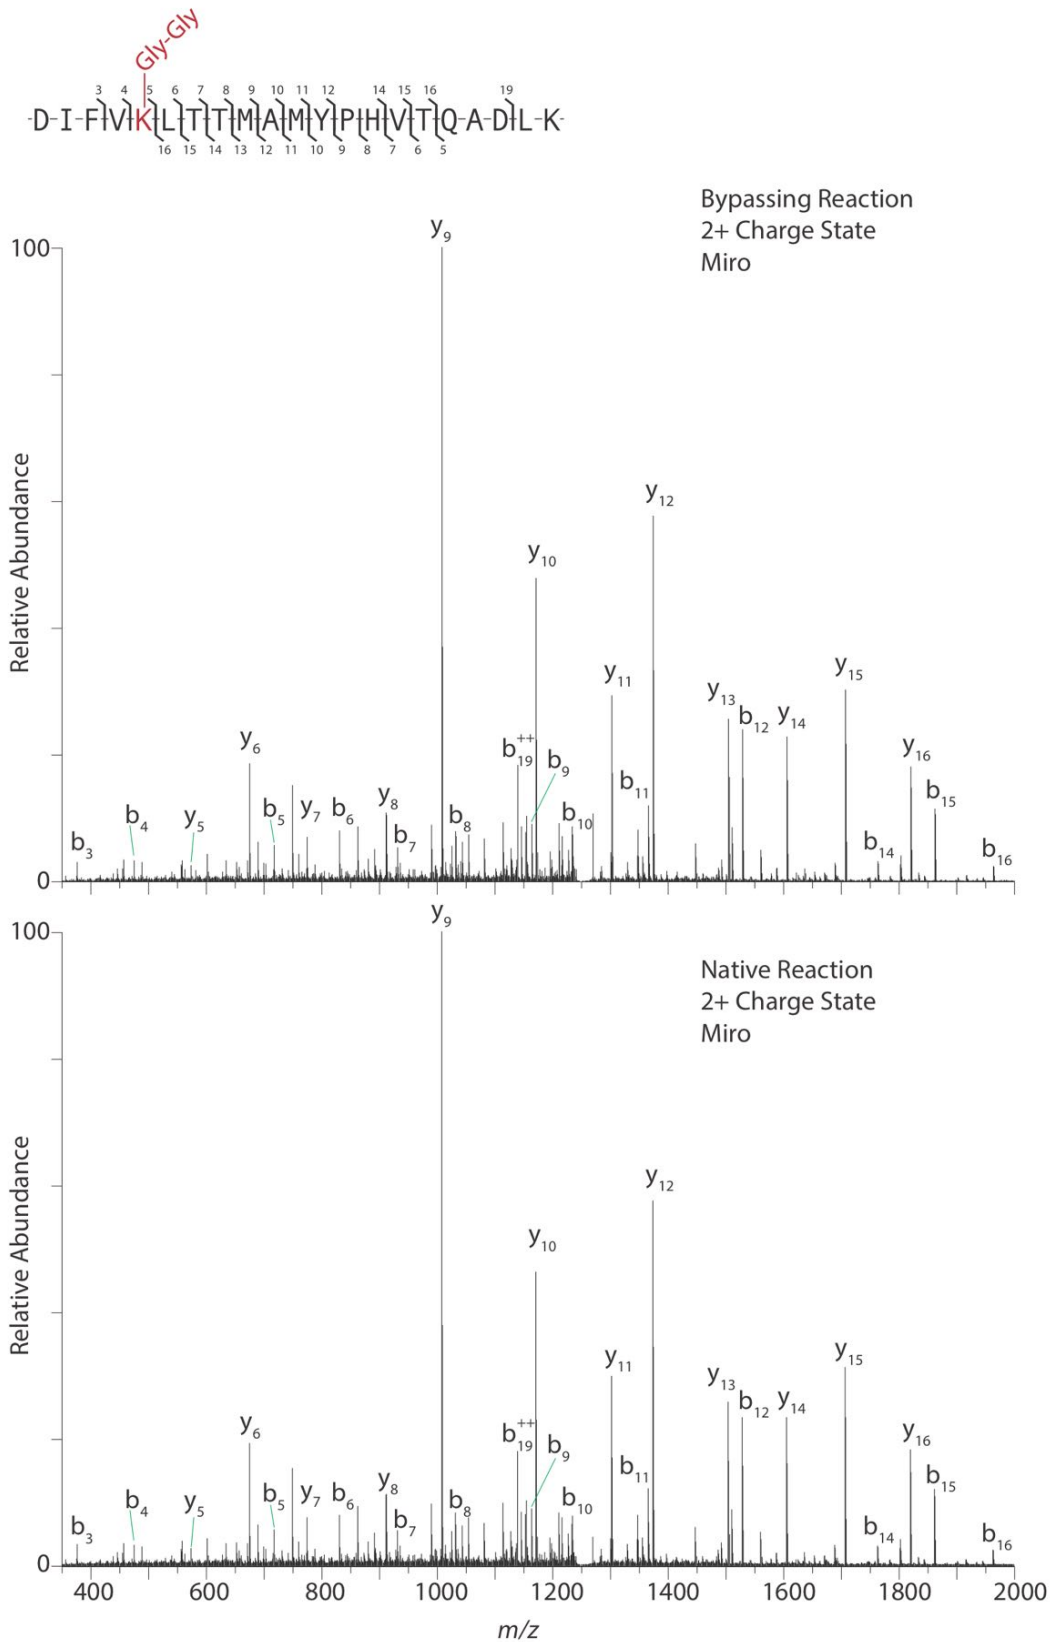 Gly-Gly
3 4 5 6 7 8 9 10 11 12 14 15 16 19
-D-I-F-V-K-L-T-T-M-A-M-Y-P-H-V-T-Q-A-D-L-K-
16 15 14 13 12 11 10 9 8 7 6 5
Bypassing Reaction
2+ Charge State
Miro
Relative Abundance
100
0
y9
y12
y10
y11
y15
y13
b12
y14
y6
b19++
b9
y16
b3
b4
y5
b5
y7
b6
y8
b7
b8
b10
b11
b14
b15
b16
Native Reaction
2+ Charge State
Miro
Relative Abundance
100
0
y9
y12
y10
y11
y15
y13
b12
y14
y6
b19++
b9
y16
b3
b4
y5
b5
y7
b6
y8
b7
b8
b10
b11
b14
b15
b16
400 600 800 1000 1200 1400 1600 1800 2000
m/z